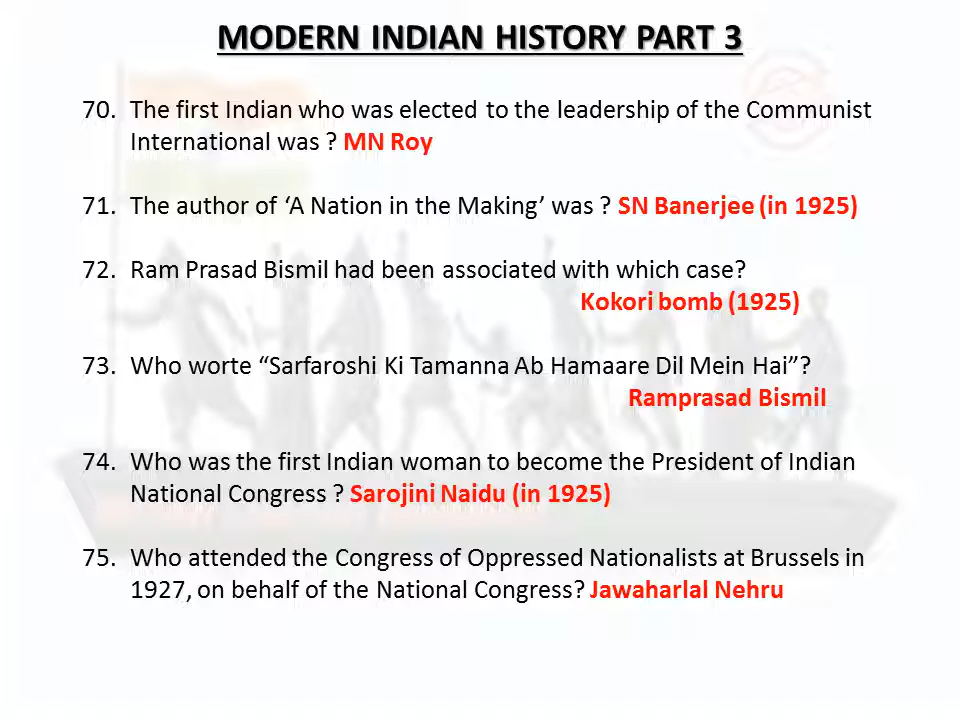 MODERN INDIAN HISTORY PART 3
70. The first Indian who was elected to the leadership of the Communist
International was ? MN Roy
71. The author of ‘A Nation in the Making’ was ? SN Banerjee (in 1925)
72. Ram Prasad Bismil had been associated with which case?
Kokori bomb (1925)
73. Who worte “Sarfaroshi Ki Tamanna Ab Hamaare Dil Mein Hai”?
Ramprasad Bismil
74. Who was the first Indian woman to become the President of Indian
National Congress ? Sarojini Naidu (in 1925)
75. Who attended the Congress of Oppressed Nationalists at Brussels in
1927, on behalf of the National Congress? Jawaharlal Nehru